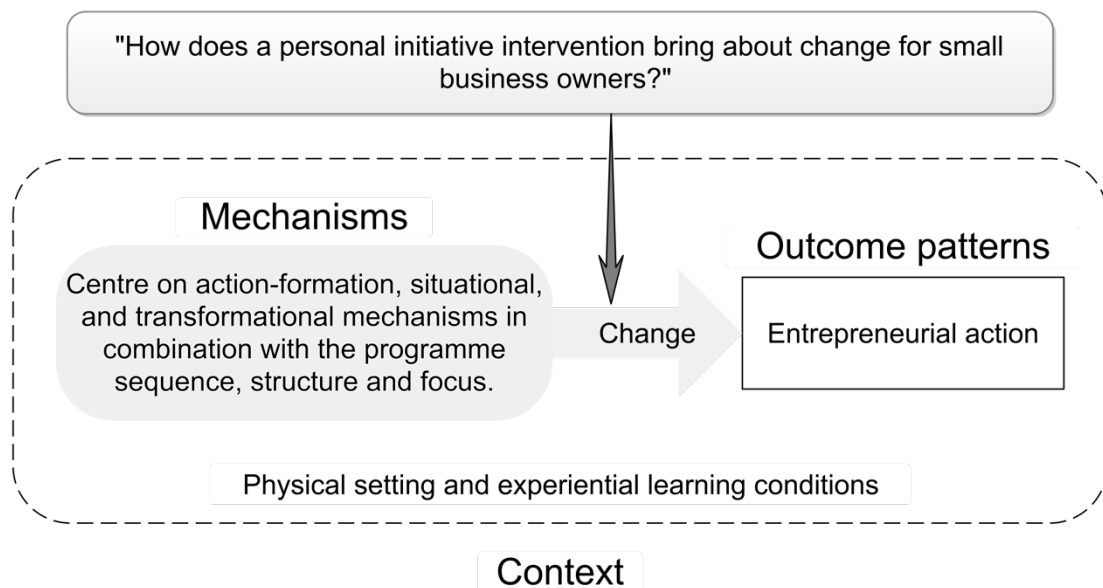 "How does a personal initiative intervention bring about change for small
business owners?"
Mechanisms
Centre on action-formation, situational,
and transformational mechanisms in
combination with the programme
sequence, structure and focus.
Change
Outcome patterns
Entrepreneurial action
Physical setting and experiential learning conditions
Context